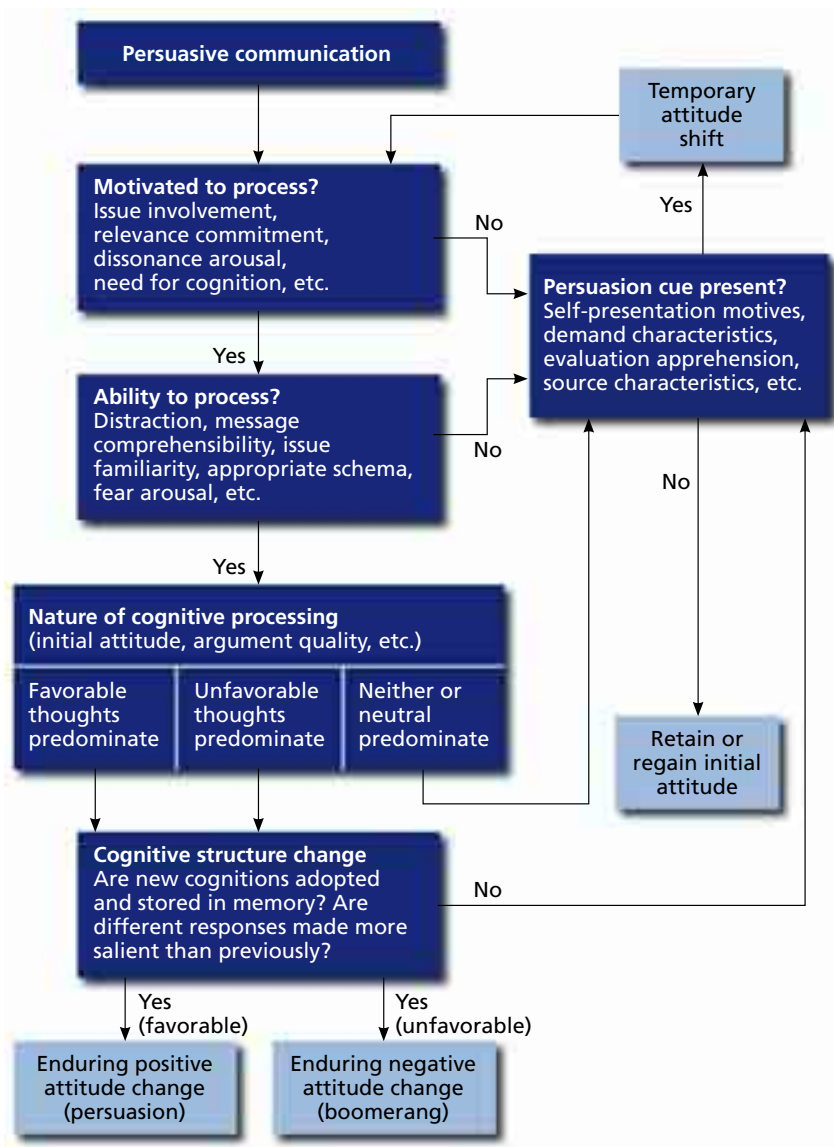 Persuasive communication
Temporary
attitude
shift
Yes
Motivated to process?
Issue involvement,
relevance commitment,
dissonance arousal,
need for cognition, etc.
No
Persuasion cue present?
Self-presentation motives,
demand characteristics,
evaluation apprehension,
source characteristics, etc.
Yes
Ability to process?
Distraction, message
comprehensibility, issue
familiarity, appropriate schema,
fear arousal, etc.
No
No
Yes
Nature of cognitive processing
(initial attitude, argument quality, etc.)
Favorable
thoughts
predominate
Unfavorable
thoughts
predominate
Neither or
neutral
predominate
Retain or
regain initial
attitude
Cognitive structure change
Are new cognitions adopted
and stored in memory? Are
different responses made more
salient than previously?
No
Yes
(favorable)
Yes
(unfavorable)
Enduring positive
attitude change
(persuasion)
Enduring negative
attitude change
(boomerang)